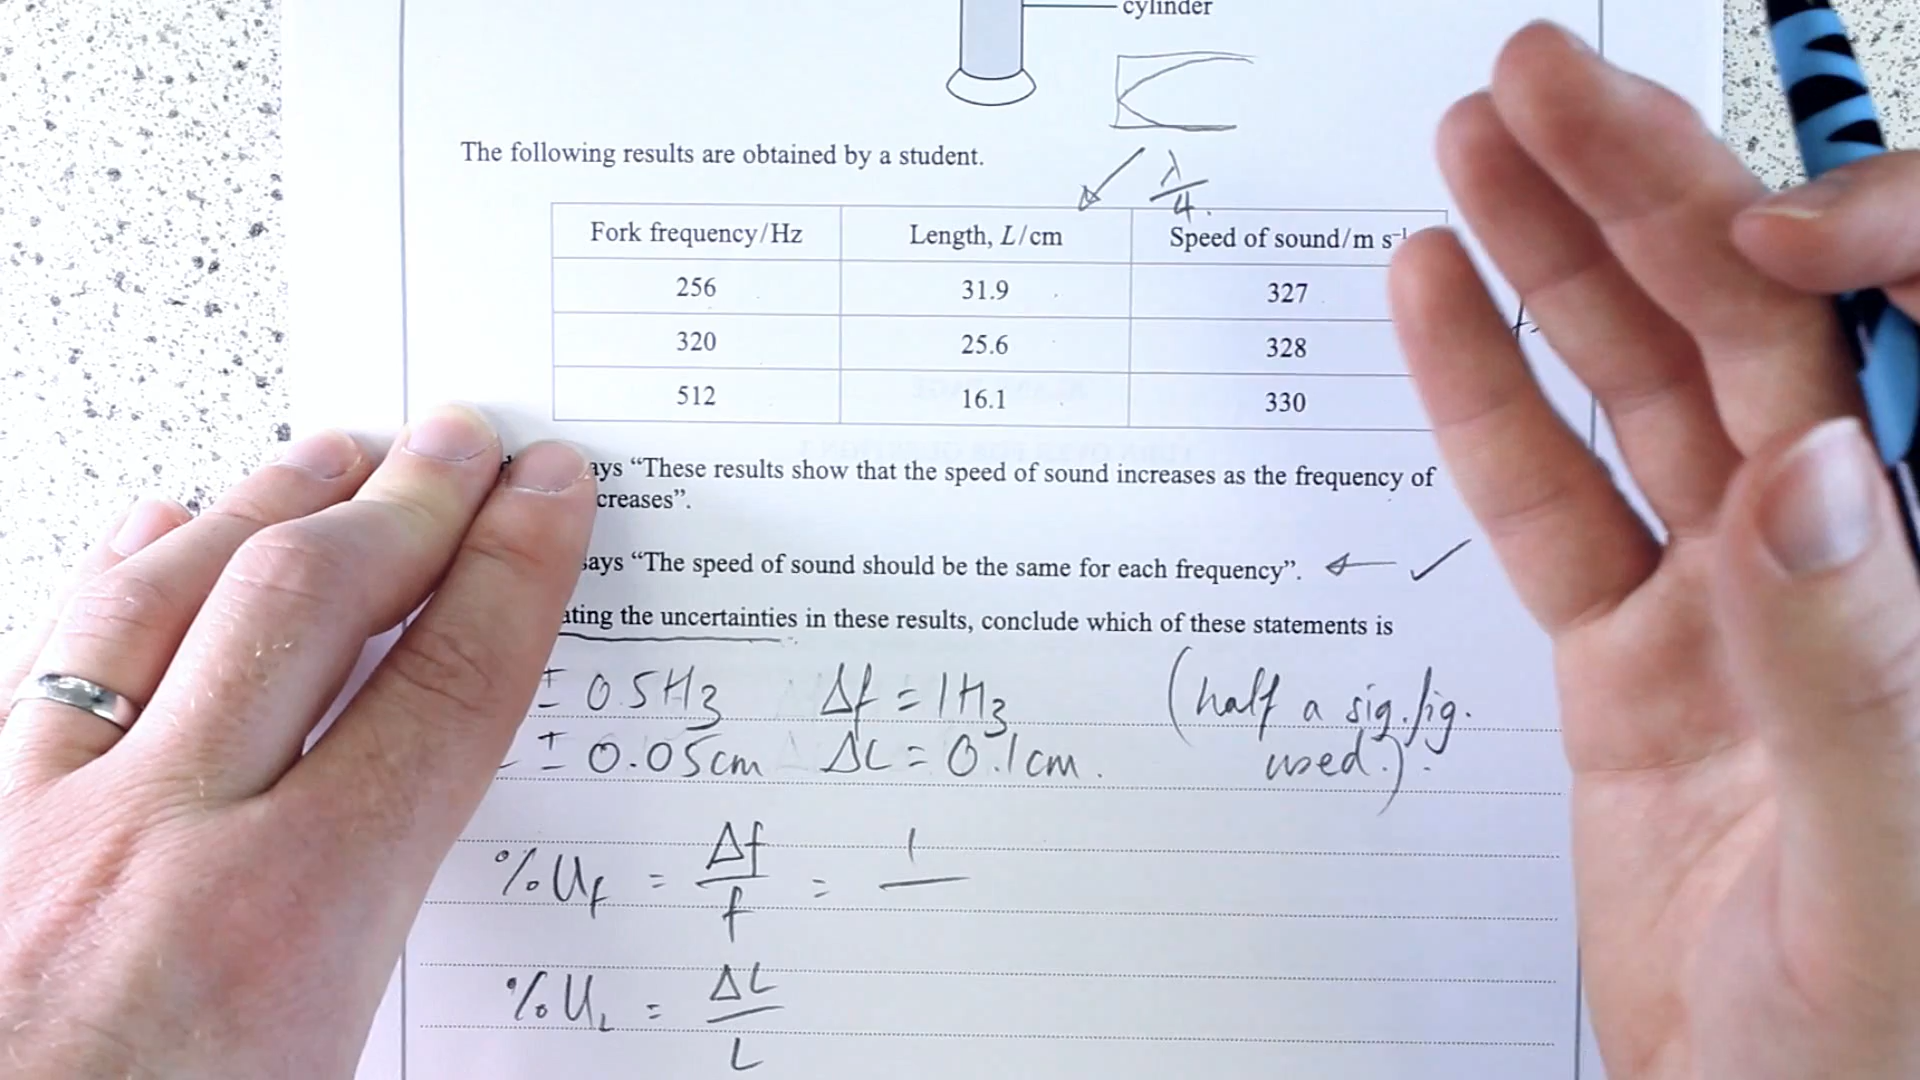 cylinder
The following results are obtained by a student.
λ/4.
Fork frequency/Hz Length, L/cm Speed of sound/m s⁻¹
256 31.9 327
320 25.6 328
512 16.1 330
ays “These results show that the speed of sound increases as the frequency of
creases”.
says “The speed of sound should be the same for each frequency”. ✓
ating the uncertainties in these results, conclude which of these statements is
± 0.5Hz Δf = 1Hz (half a sig. fig.
± 0.05cm ΔL = 0.1cm. used.).
%Uf = Δf/f = 1/
%UL = ΔL/L